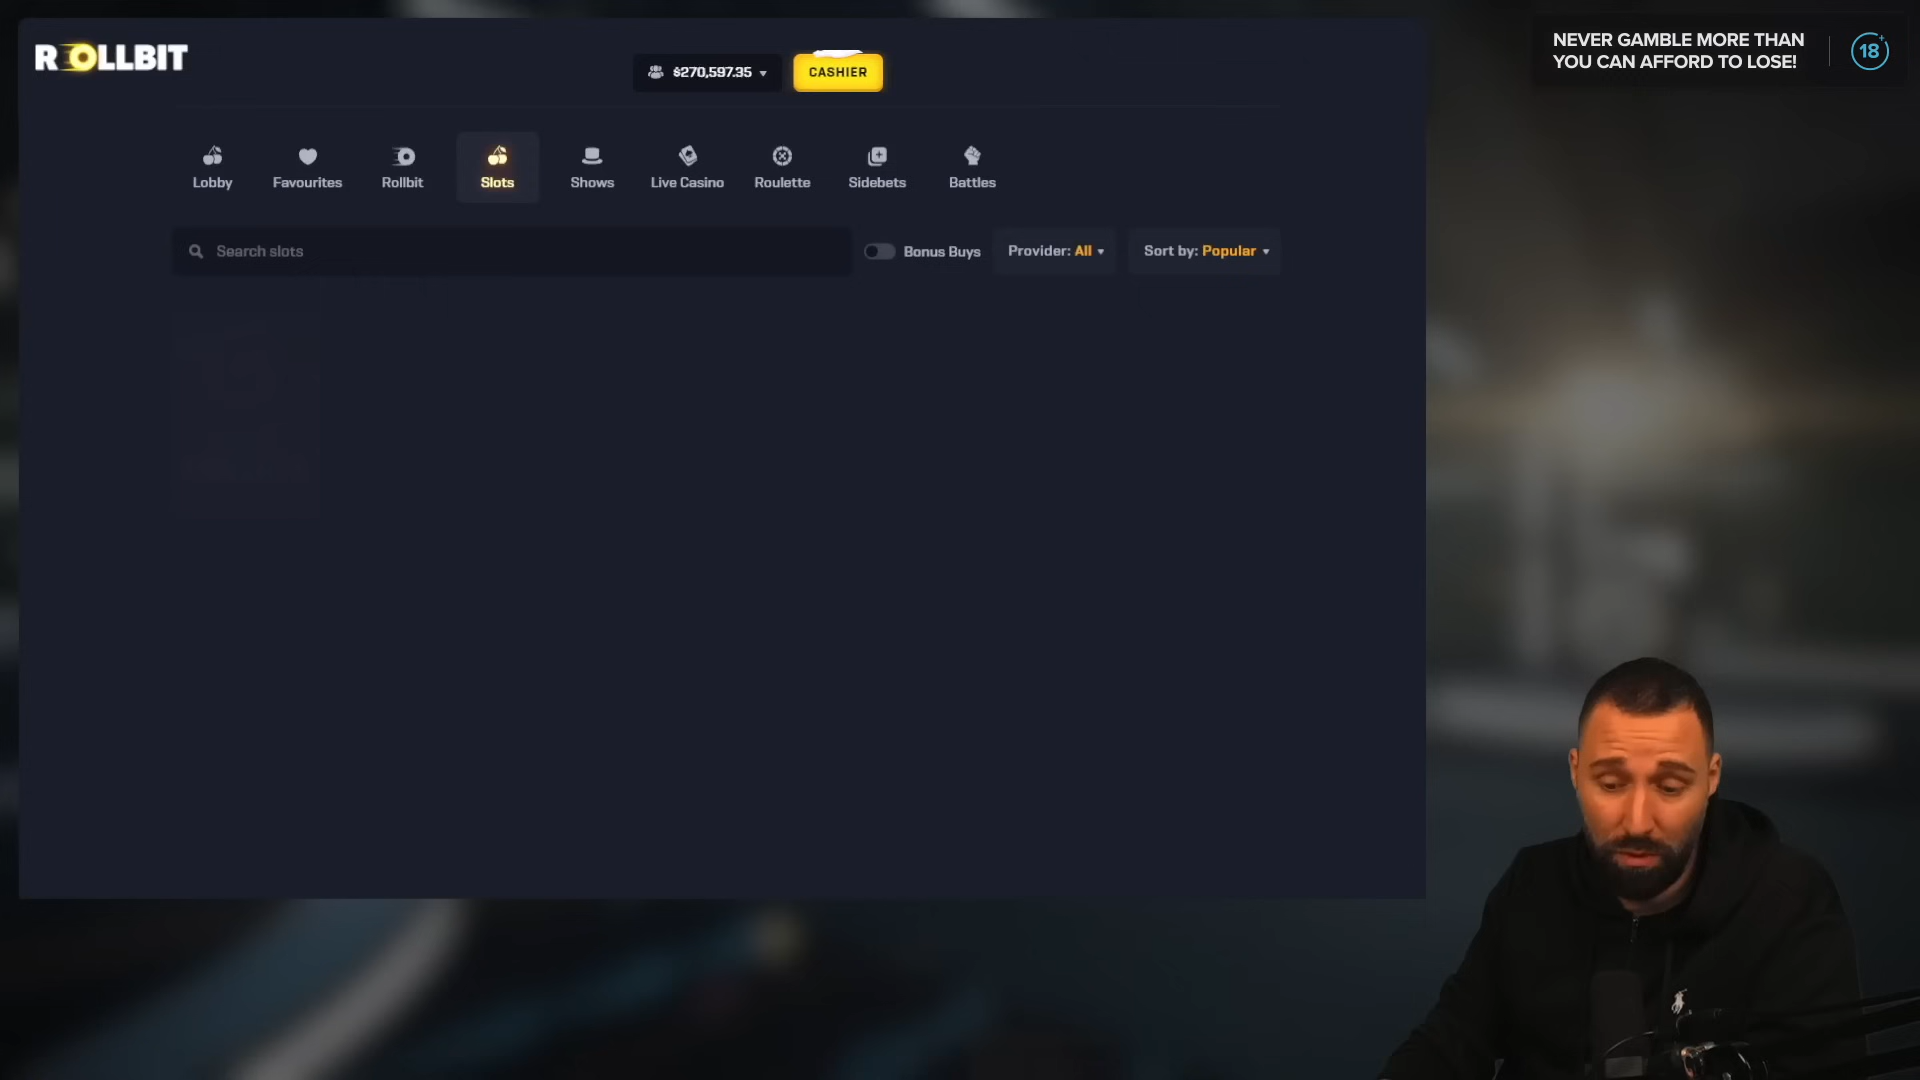 ROLLBIT
$270,597.35
CASHIER
NEVER GAMBLE MORE THAN
YOU CAN AFFORD TO LOSE!
18+
Lobby
Favourites
Rollbit
Slots
Shows
Live Casino
Roulette
Sidebets
Battles
Search slots
Bonus Buys
Provider: All
Sort by: Popular